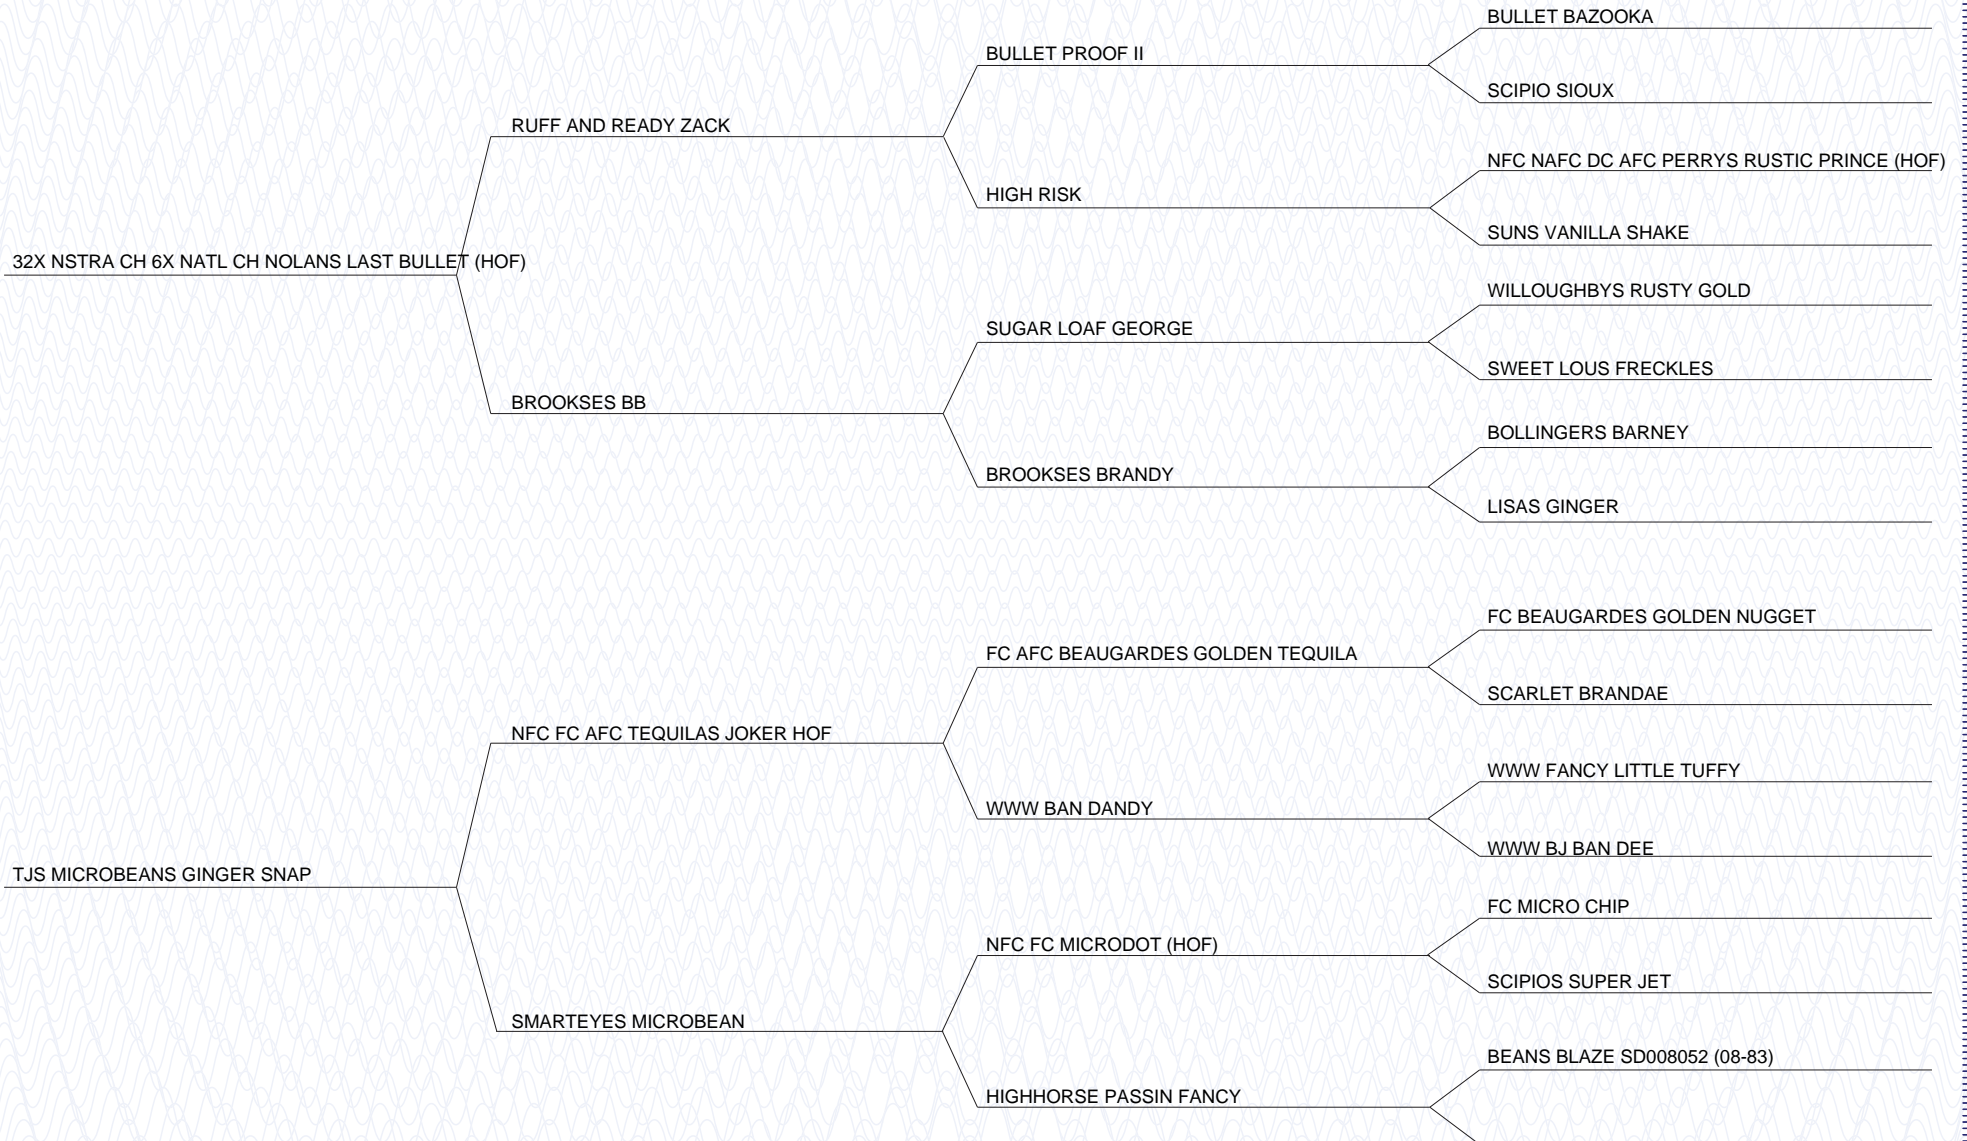 BULLET BAZOOKA
BULLET PROOF II
SCIPIO SIOUX
RUFF AND READY ZACK
NFC NAFC DC AFC PERRYS RUSTIC PRINCE (HOF)
HIGH RISK
SUNS VANILLA SHAKE
32X NSTRA CH 6X NATL CH NOLANS LAST BULLET (HOF)
WILLOUGHBYS RUSTY GOLD
SUGAR LOAF GEORGE
SWEET LOUS FRECKLES
BROOKSES BB
BOLLINGERS BARNEY
BROOKSES BRANDY
LISAS GINGER
FC BEAUGARDES GOLDEN NUGGET
FC AFC BEAUGARDES GOLDEN TEQUILA
SCARLET BRANDAE
NFC FC AFC TEQUILAS JOKER HOF
WWW FANCY LITTLE TUFFY
WWW BAN DANDY
WWW BJ BAN DEE
TJS MICROBEANS GINGER SNAP
FC MICRO CHIP
NFC FC MICRODOT (HOF)
SCIPIOS SUPER JET
SMARTEYES MICROBEAN
BEANS BLAZE SD008052 (08-83)
HIGHHORSE PASSIN FANCY